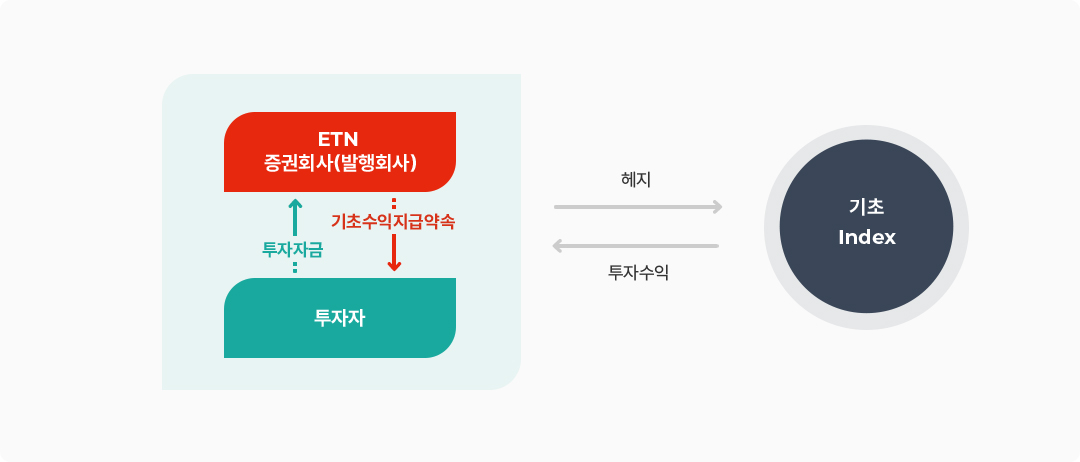 ETN
증권회사(발행회사)
기초수익지급약속
투자자금
투자자
헤지
투자수익
기초
Index